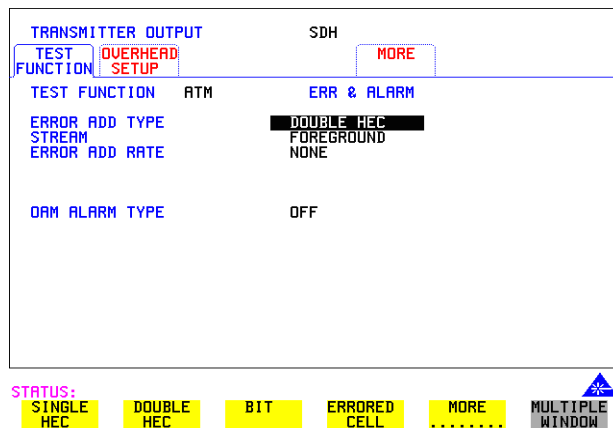 TRANSMITTER OUTPUT SDH
TEST FUNCTION
OVERHEAD SETUP
MORE
TEST FUNCTION ATM ERR & ALARM
ERROR ADD TYPE DOUBLE HEC
STREAM FOREGROUND
ERROR ADD RATE NONE
OAM ALARM TYPE OFF
STATUS:
SINGLE HEC
DOUBLE HEC
BIT
ERRORED CELL
MORE ........
MULTIPLE WINDOW